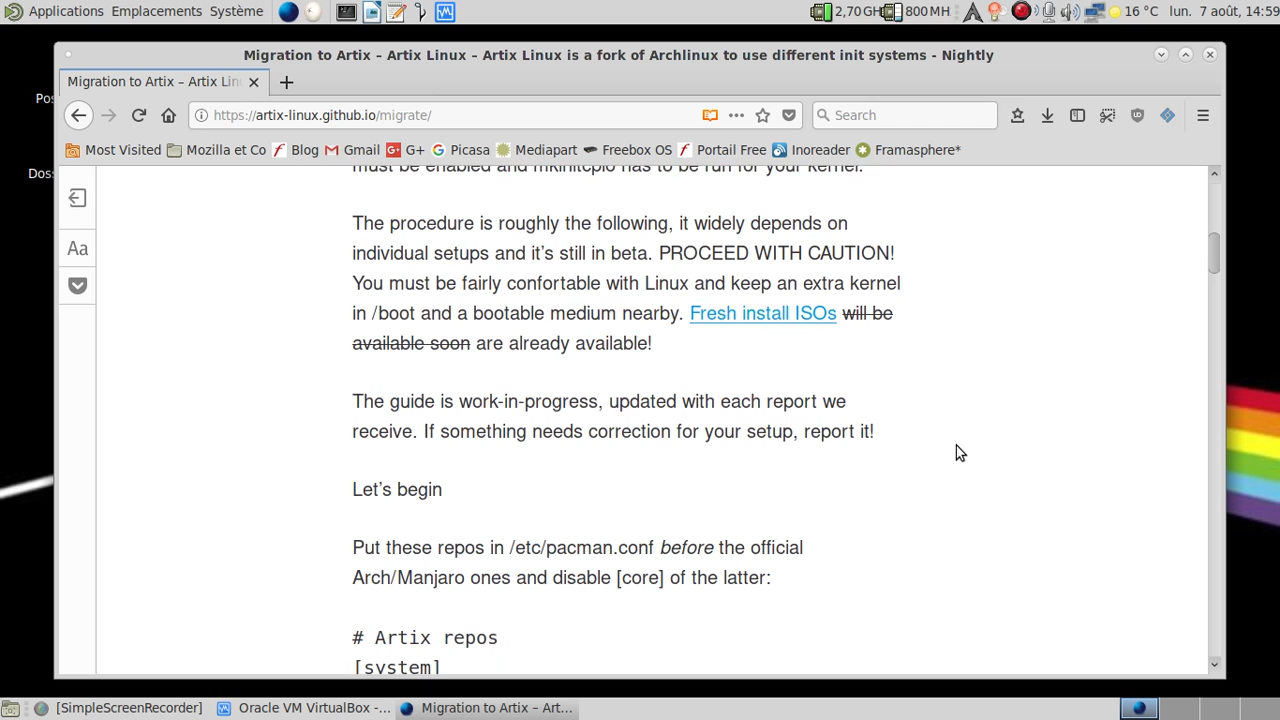 Applications Emplacements Système
2,70GH 800MH 16 °C lun. 7 août, 14:59
Migration to Artix – Artix Linux – Artix Linux is a fork of Archlinux to use different init systems - Nightly
Migration to Artix – Artix Lin
https://artix-linux.github.io/migrate/
Search
Most Visited Mozilla et Co Blog Gmail G+ Picasa Mediapart Freebox OS Portail Free Inoreader Framasphere*
Pos
Doss
Aa
must be enabled and mkinitcpio has to be run for your kernel.
The procedure is roughly the following, it widely depends on
individual setups and it’s still in beta. PROCEED WITH CAUTION!
You must be fairly confortable with Linux and keep an extra kernel
in /boot and a bootable medium nearby. Fresh install ISOs will be
available soon are already available!
The guide is work-in-progress, updated with each report we
receive. If something needs correction for your setup, report it!
Let’s begin
Put these repos in /etc/pacman.conf before the official
Arch/Manjaro ones and disable [core] of the latter:
# Artix repos
[system]
[SimpleScreenRecorder] Oracle VM VirtualBox -... Migration to Artix – Art...